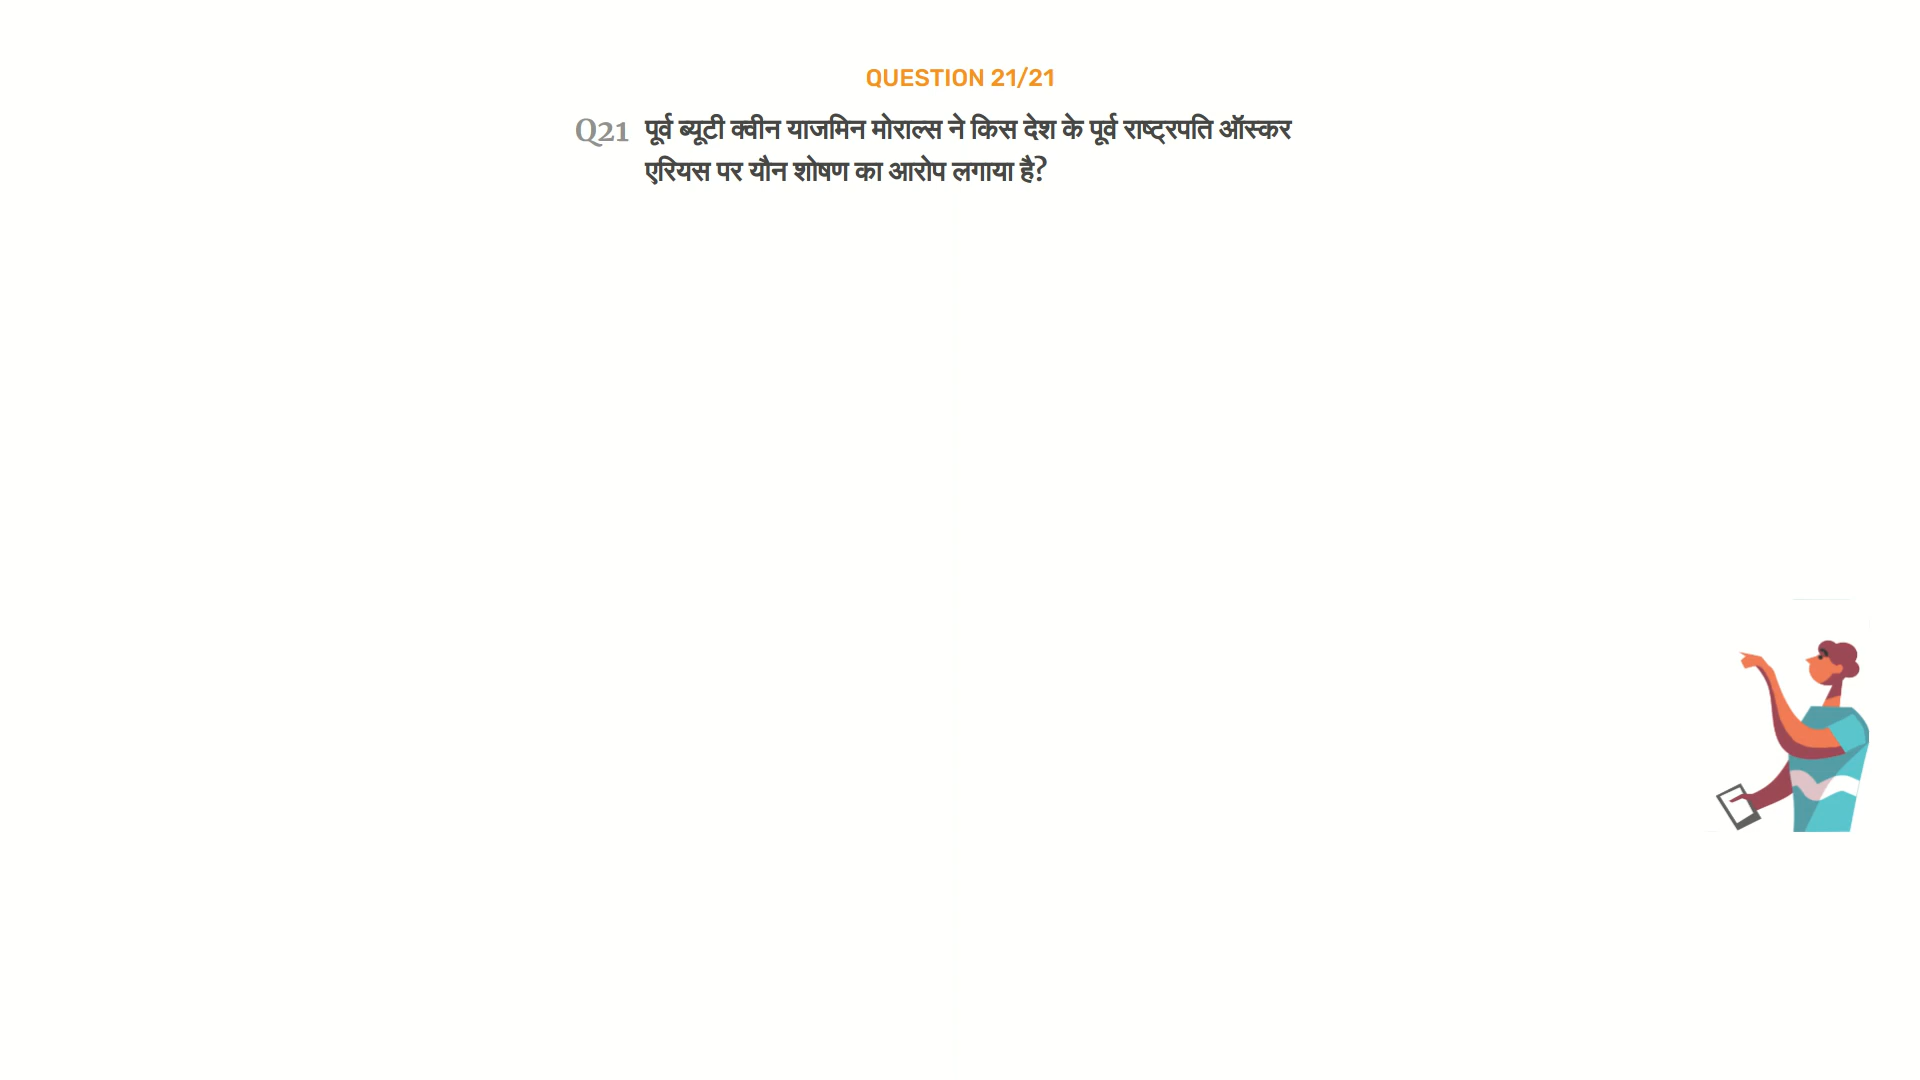 QUESTION 21/21
Q21 पूर्व ब्यूटी क्वीन याजमिन मोराल्स ने किस देश के पूर्व राष्ट्रपति ऑस्कर
एरियस पर यौन शोषण का आरोप लगाया है?